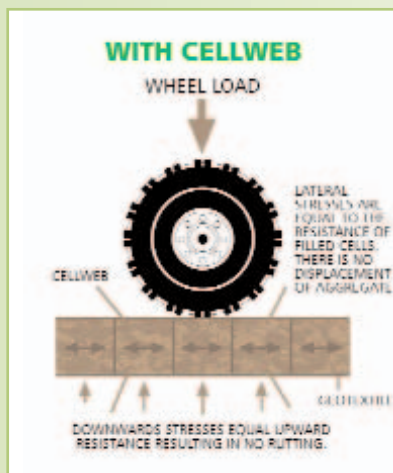 WITH CELLWEB
WHEEL LOAD
LATERAL
STRESSES ARE
EQUAL TO THE
RESISTANCE OF
FILLED CELLS.
THERE IS NO
DISPLACEMENT
OF AGGREGATE
CELLWEB
GEOTEXTILE
DOWNWARDS STRESSES EQUAL UPWARD
RESISTANCE RESULTING IN NO RUTTING.